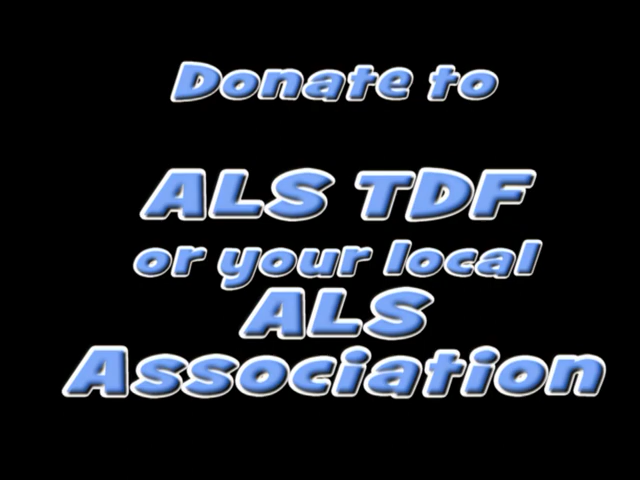 Donate to
ALS TDF
or your local
ALS
Association